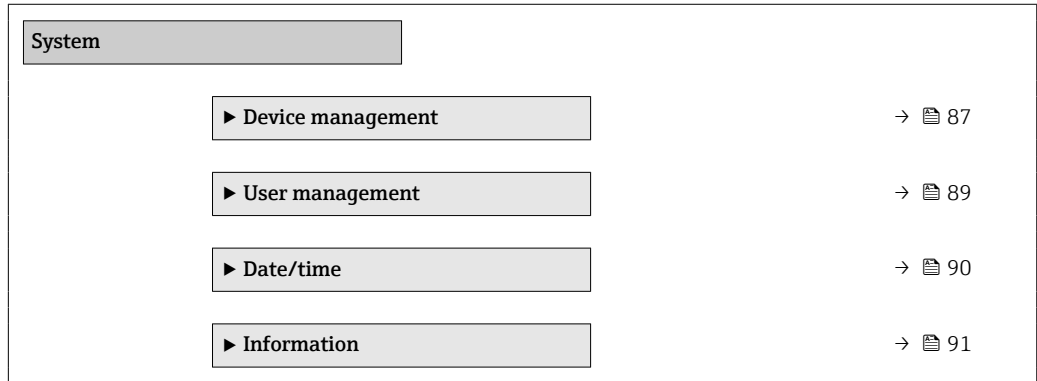 System
▶ Device management → 87
▶ User management → 89
▶ Date/time → 90
▶ Information → 91